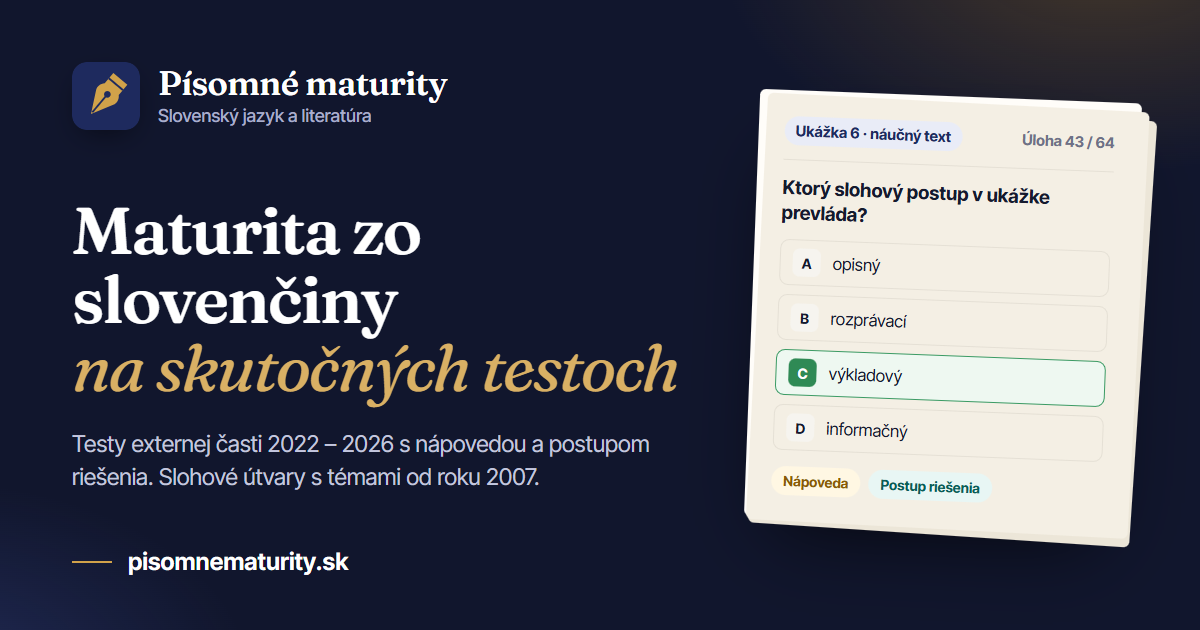 Písomné maturity
Slovenský jazyk a literatúra
Maturita zo
slovenčiny
na skutočných testoch
Testy externej časti 2022 – 2026 s nápovedou a postupom
riešenia. Slohové útvary s témami od roku 2007.
pisomnematurity.sk
Ukážka 6 · náučný text
Úloha 43 / 64
Ktorý slohový postup v ukážke
prevláda?
A opisný
B rozprávací
C výkladový
D informačný
Nápoveda
Postup riešenia